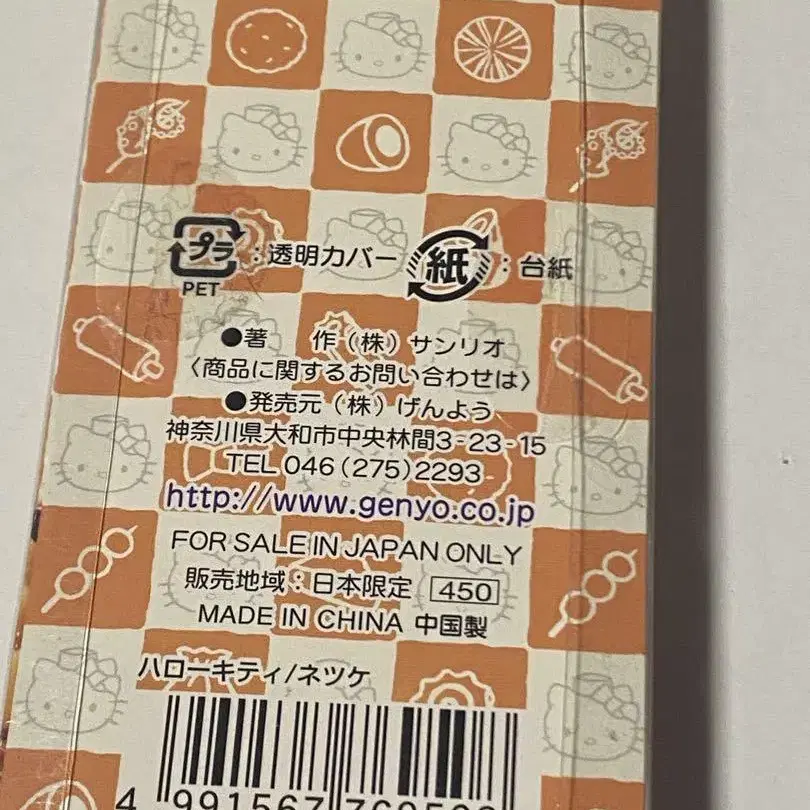 プラ : 透明カバー 紙 : 台紙
PET
●著 作(株)サンリオ
〈商品に関するお問い合わせは〉
●発売元(株)げんよう
神奈川県大和市中央林間3-23-15
TEL 046(275)2293
http://www.genyo.co.jp
FOR SALE IN JAPAN ONLY
販売地域:日本限定 450
MADE IN CHINA 中国製
ハローキティ/ネツケ
4 991567